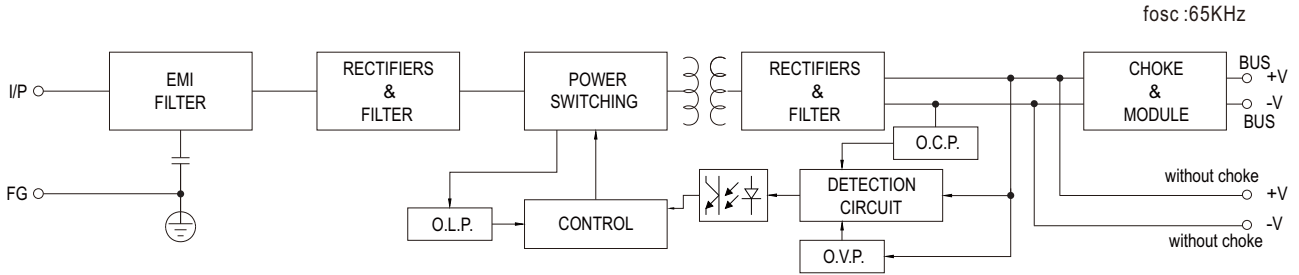 fosc :65KHz
I/P
EMI
FILTER
RECTIFIERS
&
FILTER
POWER
SWITCHING
RECTIFIERS
&
FILTER
CHOKE
&
MODULE
BUS
+V
-V
BUS
O.C.P.
FG
O.L.P.
CONTROL
DETECTION
CIRCUIT
O.V.P.
without choke
+V
-V
without choke